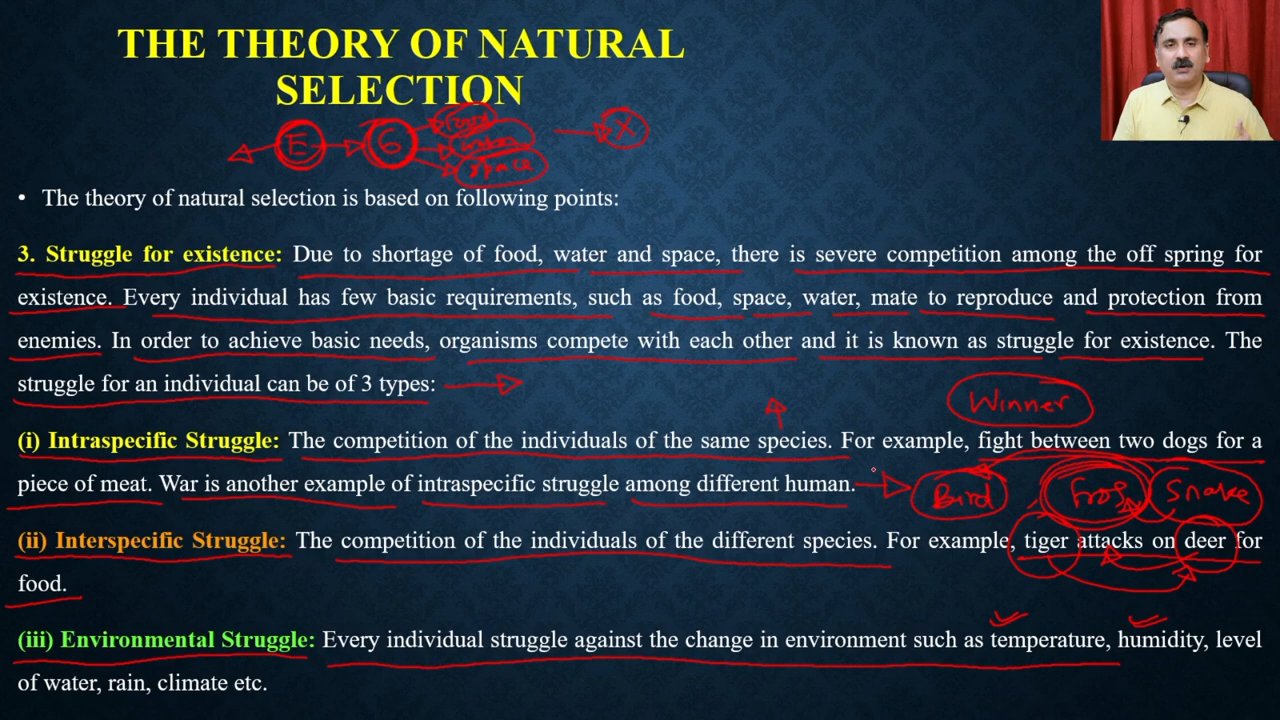 THE THEORY OF NATURAL
SELECTION
E G food water space X
• The theory of natural selection is based on following points:
3. Struggle for existence: Due to shortage of food, water and space, there is severe competition among the off spring for
existence. Every individual has few basic requirements, such as food, space, water, mate to reproduce and protection from
enemies. In order to achieve basic needs, organisms compete with each other and it is known as struggle for existence. The
struggle for an individual can be of 3 types:
Winner
(i) Intraspecific Struggle: The competition of the individuals of the same species. For example, fight between two dogs for a
piece of meat. War is another example of intraspecific struggle among different human. Bird Frog Snake
(ii) Interspecific Struggle: The competition of the individuals of the different species. For example, tiger attacks on deer for
food.
(iii) Environmental Struggle: Every individual struggle against the change in environment such as temperature, humidity, level
of water, rain, climate etc.